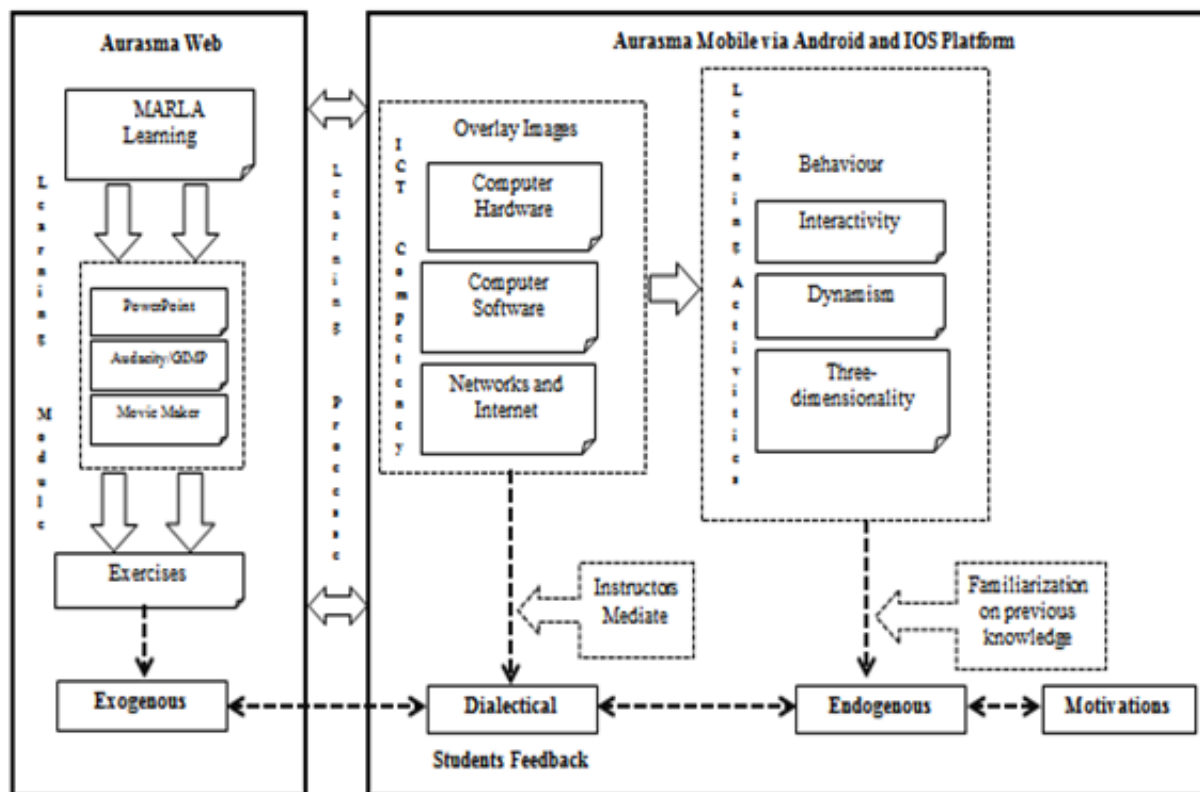 Aurasma Web
MARLA
Learning
Learning Module
PowerPoint
Audacity/GIMP
Movie Maker
Exercises
Exogenous
Learning Processe
Aurasma Mobile via Android and IOS Platform
ICT Competency
Overlay Images
Computer
Hardware
Computer
Software
Networks and
Internet
Learning Activities
Behaviour
Interactivity
Dynamism
Three-
dimensionality
Instructors
Mediate
Familiarization
on previous
knowledge
Dialectical
Endogenous
Motivations
Students Feedback